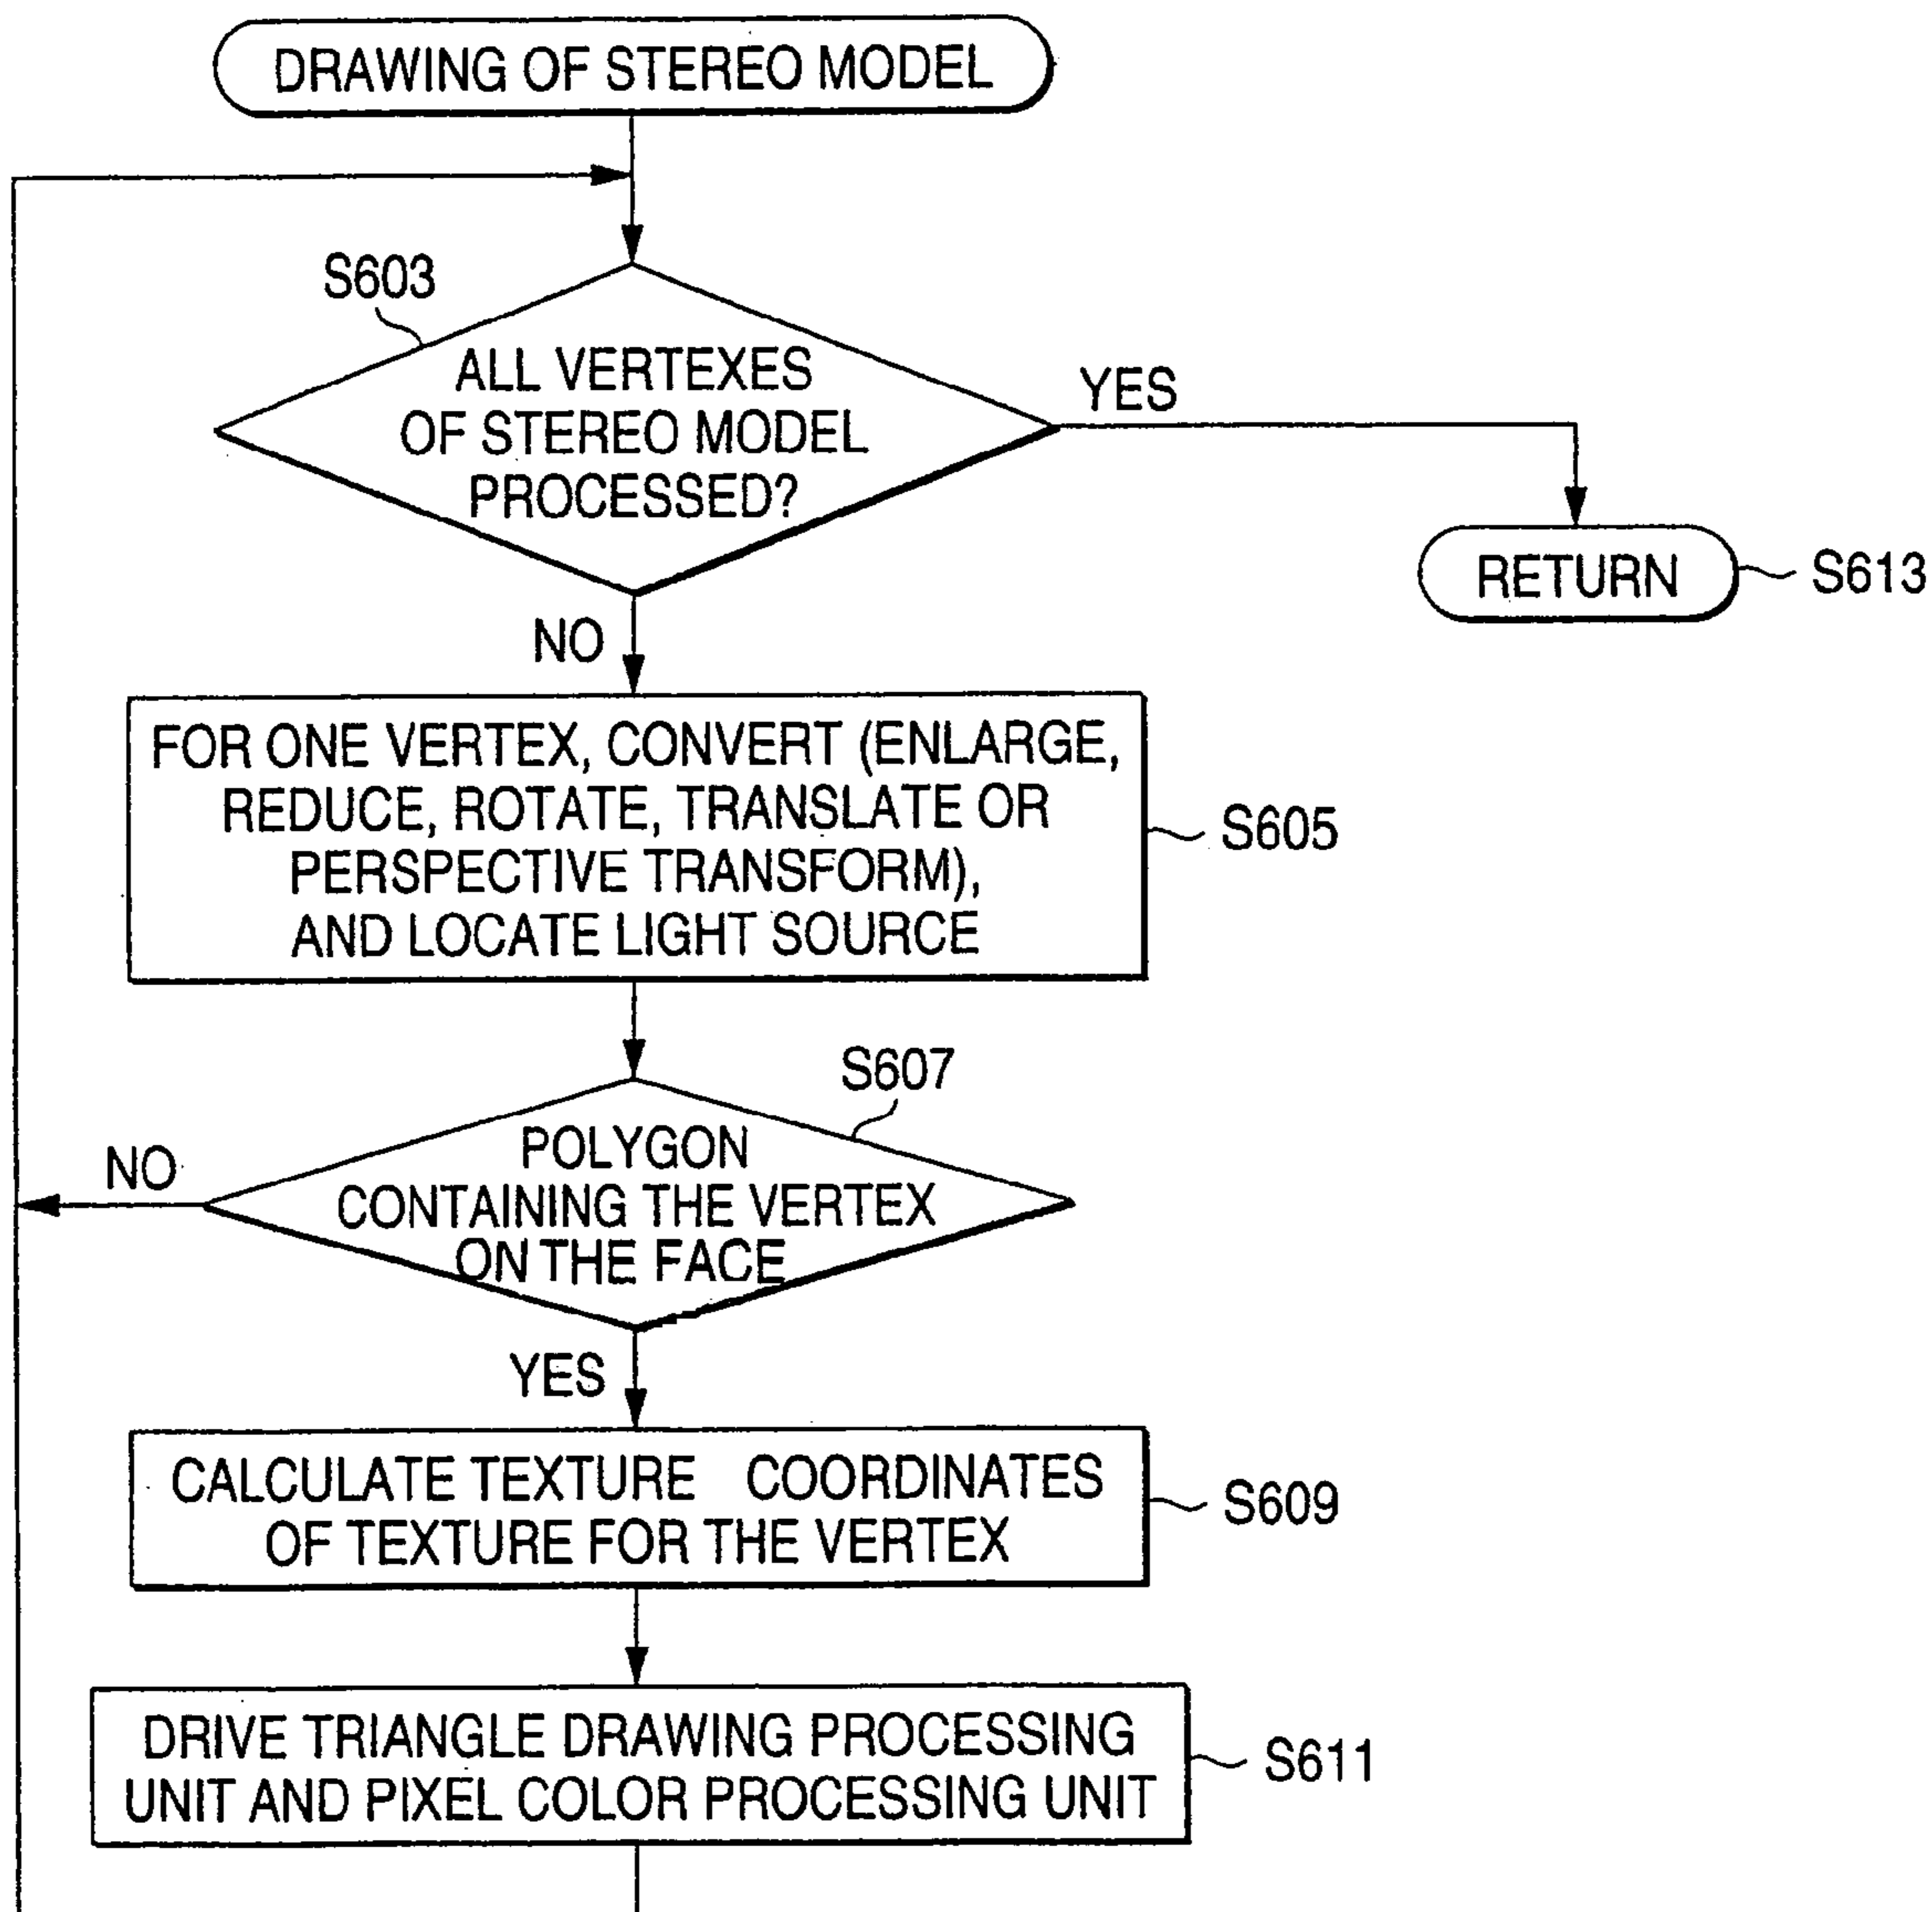 DRAWING OF STEREO MODEL
S603
ALL VERTEXES
OF STEREO MODEL
PROCESSED?
YES
RETURN
S613
NO
FOR ONE VERTEX, CONVERT (ENLARGE,
REDUCE, ROTATE, TRANSLATE OR
PERSPECTIVE TRANSFORM),
AND LOCATE LIGHT SOURCE
S605
S607
POLYGON
CONTAINING THE VERTEX
ON THE FACE
NO
YES
CALCULATE TEXTURE COORDINATES
OF TEXTURE FOR THE VERTEX
S609
DRIVE TRIANGLE DRAWING PROCESSING
UNIT AND PIXEL COLOR PROCESSING UNIT
S611